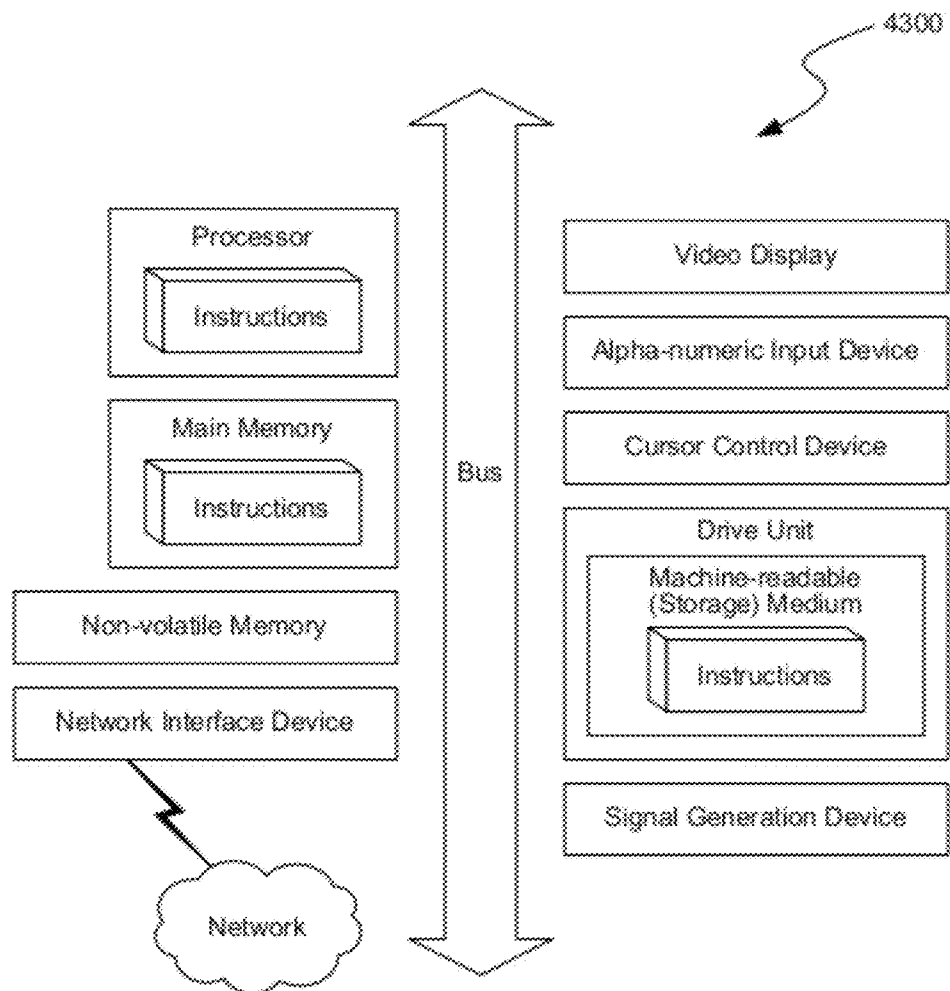 4300
Processor
Instructions
Main Memory
Instructions
Non-volatile Memory
Network Interface Device
Network
Bus
Video Display
Alpha-numeric Input Device
Cursor Control Device
Drive Unit
Machine-readable
(Storage) Medium
Instructions
Signal Generation Device